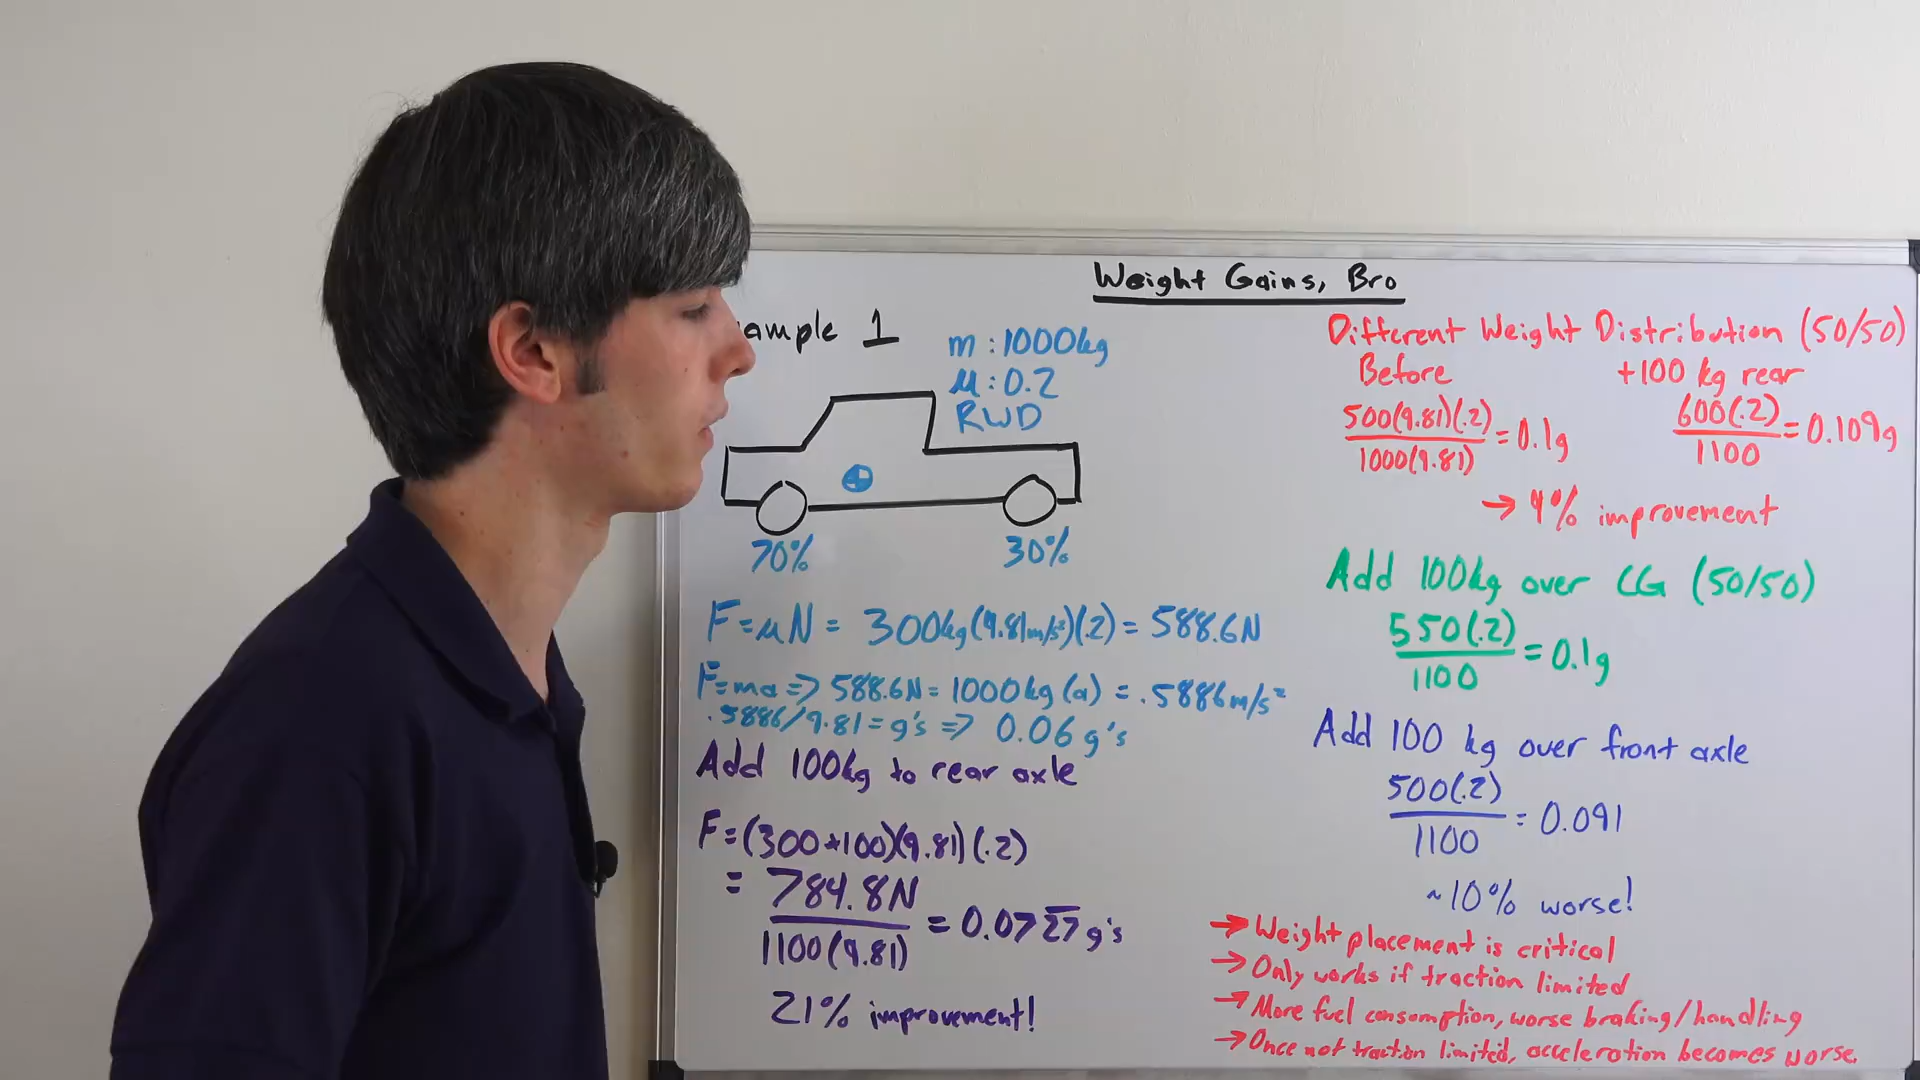 Weight Gains, Bro
ample 1
m : 1000kg
μ : 0.2
RWD
70%
30%
F=μN = 300kg(9.81m/s²)(.2) = 588.6N
F=ma => 588.6N = 1000kg(a) = .5886m/s²
.5886/9.81 = g's => 0.06 g's
Add 100kg to rear axle
F=(300+100)(9.81)(.2)
= 784.8N
1100(9.81)
= 0.0727 g's
21% improvement!
Different Weight Distribution (50/50)
Before
500(9.81)(.2)
1000(9.81)
= 0.1g
+100 kg rear
600(.2)
1100
= 0.109g
→ 9% improvement
Add 100kg over CG (50/50)
550(.2)
1100
= 0.1g
Add 100 kg over front axle
500(.2)
1100
= 0.091
~10% worse!
→ Weight placement is critical
→ Only works if traction limited
→ More fuel consumption, worse braking/handling
→ Once not traction limited, acceleration becomes worse.